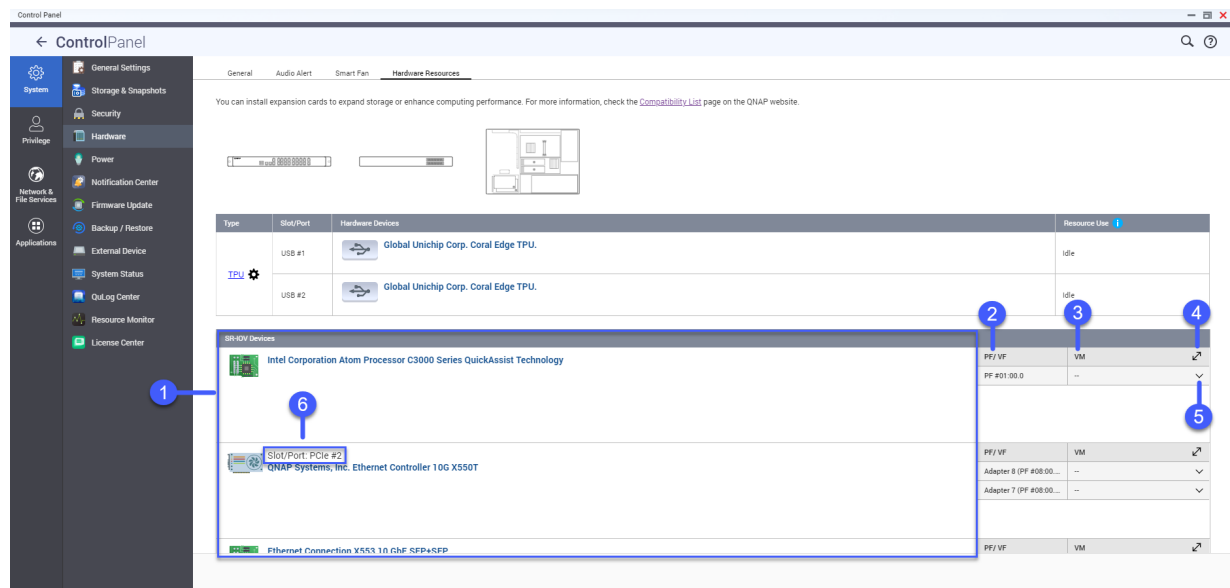 Control Panel
ControlPanel
System
Privilege
Network &
File Services
Applications
General Settings
Storage & Snapshots
Security
Hardware
Power
Notification Center
Firmware Update
Backup / Restore
External Device
System Status
QuLog Center
Resource Monitor
License Center
General Audio Alert Smart Fan Hardware Resources
You can install expansion cards to expand storage or enhance computing performance. For more information, check the Compatibility List page on the QNAP website.
Type Slot/Port Hardware Devices Resource Use i
TPU
USB #1 Global Unichip Corp. Coral Edge TPU. Idle
USB #2 Global Unichip Corp. Coral Edge TPU. Idle
2 3 4
SR-IOV Devices
Intel Corporation Atom Processor C3000 Series QuickAssist Technology
PF/ VF VM
PF #01:00.0 --
1
6
5
Slot/Port: PCIe #2
QNAP Systems, Inc. Ethernet Controller 10G X550T
PF/ VF VM
Adapter 8 (PF #08:00.... --
Adapter 7 (PF #08:00.... --
Ethernet Connection X553 10 GbE SFP+SFP
PF/ VF VM